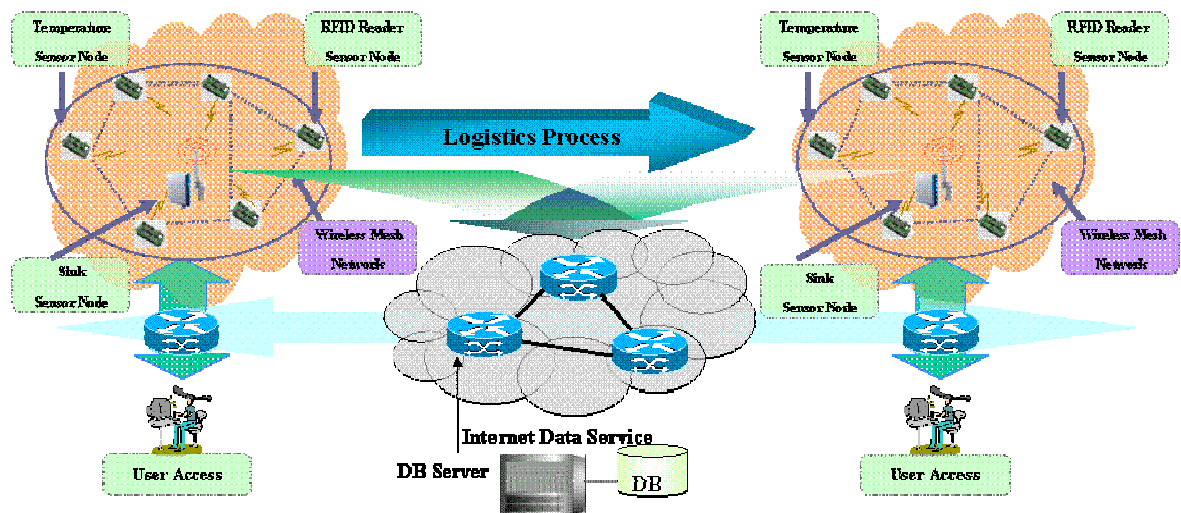 Temperature
Sensor Node
RFID Reader
Sensor Node
Temperature
Sensor Node
RFID Reader
Sensor Node
Logistics Process
Wireless Mesh
Network
Wireless Mesh
Network
Sink
Sensor Node
Sink
Sensor Node
Internet Data Service
DB Server
DB
User Access
User Access